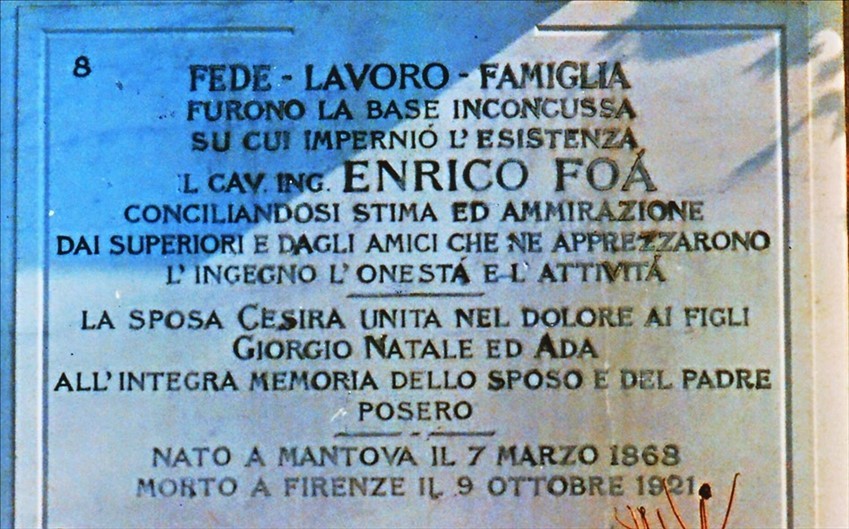 8
FEDE - LAVORO - FAMIGLIA
FURONO LA BASE INCONCUSSA
SU CUI IMPERNIÓ L'ESISTENZA
IL CAV. ING. ENRICO FOÁ
CONCILIANDOSI STIMA ED AMMIRAZIONE
DAI SUPERIORI E DAGLI AMICI CHE NE APPREZZARONO
L'INGEGNO L'ONESTÁ E L'ATTIVITÁ
LA SPOSA CESIRA UNITA NEL DOLORE AI FIGLI
GIORGIO NATALE ED ADA
ALL'INTEGRA MEMORIA DELLO SPOSO E DEL PADRE
POSERO
NATO A MANTOVA IL 7 MARZO 1868
MORTO A FIRENZE IL 9 OTTOBRE 1921